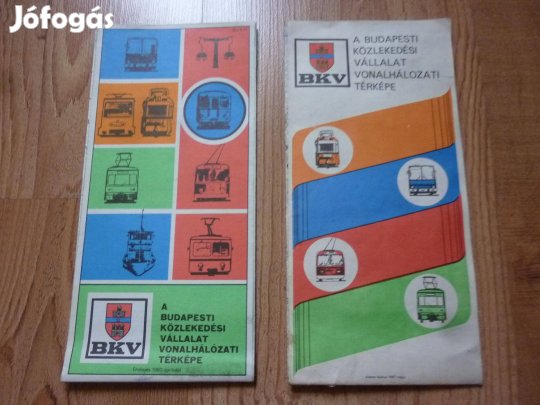 Jófogás
BKV
A
BUDAPESTI
KÖZLEKEDÉSI
VÁLLALAT
VONALHÁLÓZATI
TÉRKÉPE
BKV
A BUDAPESTI
KÖZLEKEDÉSI
VÁLLALAT
VONALHÁLÓZATI
TÉRKÉPE